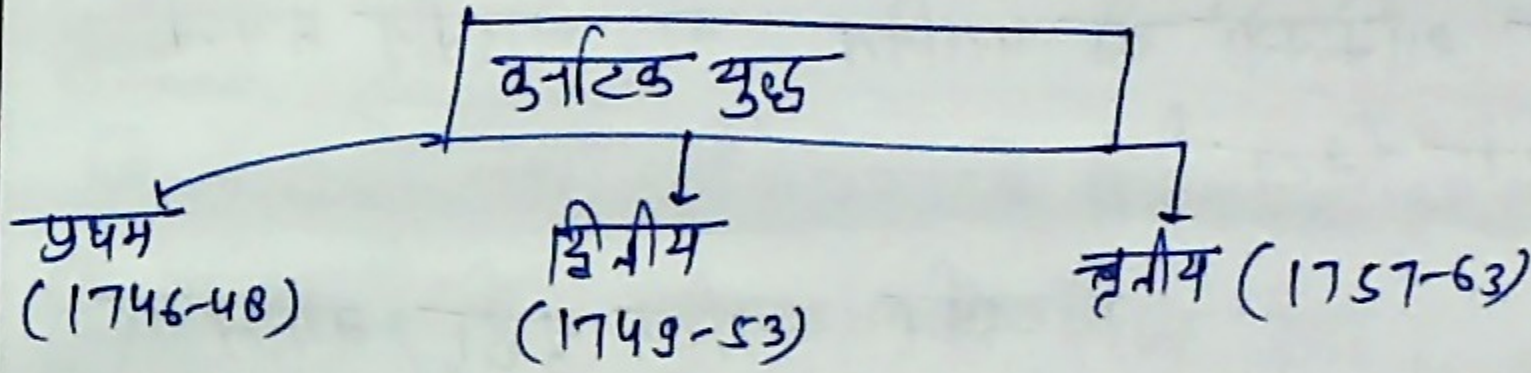 कर्नाटक युद्ध
प्रथम
(1746-48)
द्वितीय
(1749-53)
तृतीय (1757-63)